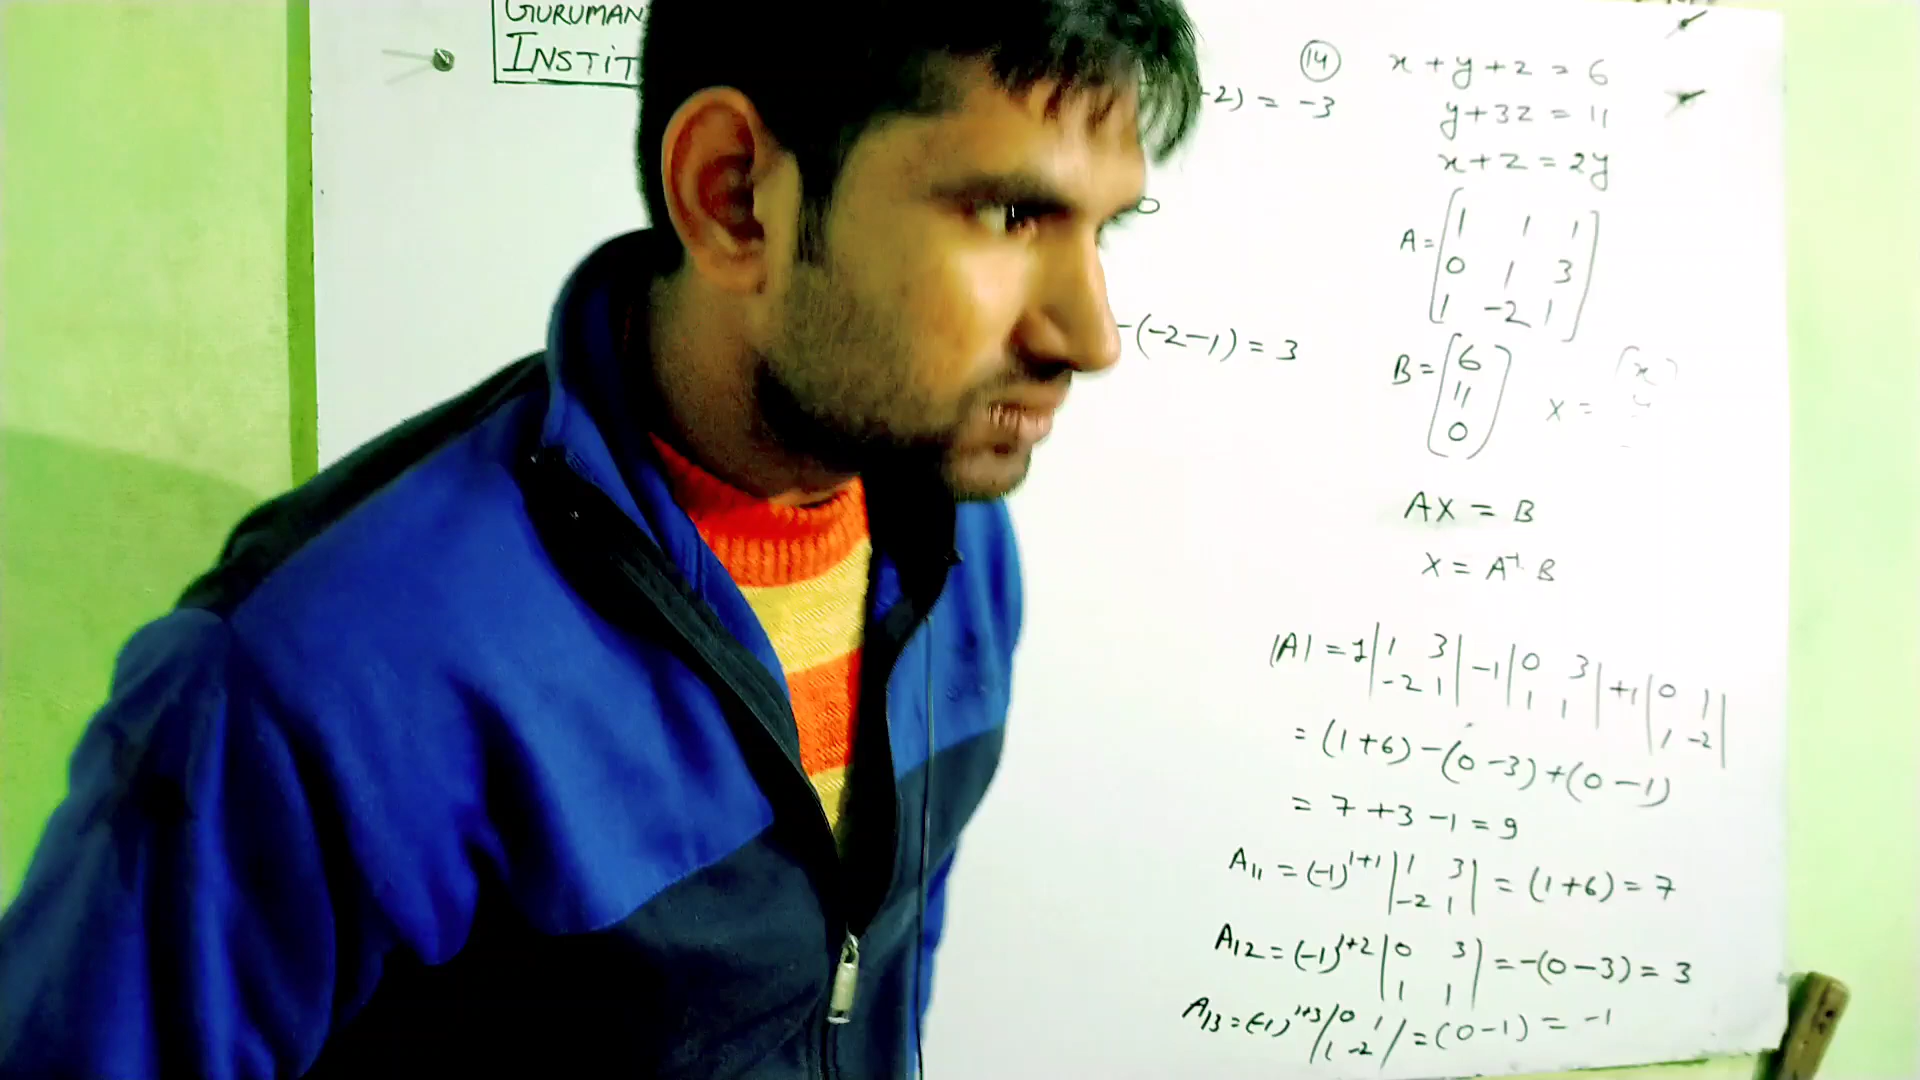 GURUMAN
INSTIT
-2) = -3
0
-(-2-1) = 3
14 x + y + z = 6
y + 3z = 11
x + z = 2y
A = [1 1 1
0 1 3
1 -2 1]
B = [6
11
0]
X = [x
y
AX = B
X = A⁻¹. B
|A| = 1 |1 3| -1 |0 3| +1 |0 1|
|-2 1| |1 1| |1 -2|
= (1+6) - (0-3) + (0-1)
= 7 + 3 - 1 = 9
A11 = (-1)^1+1 |1 3| = (1+6) = 7
|-2 1|
A12 = (-1)^1+2 |0 3| = -(0-3) = 3
|1 1|
A13 = (-1)^1+3 |0 1| = (0-1) = -1
|1 -2|